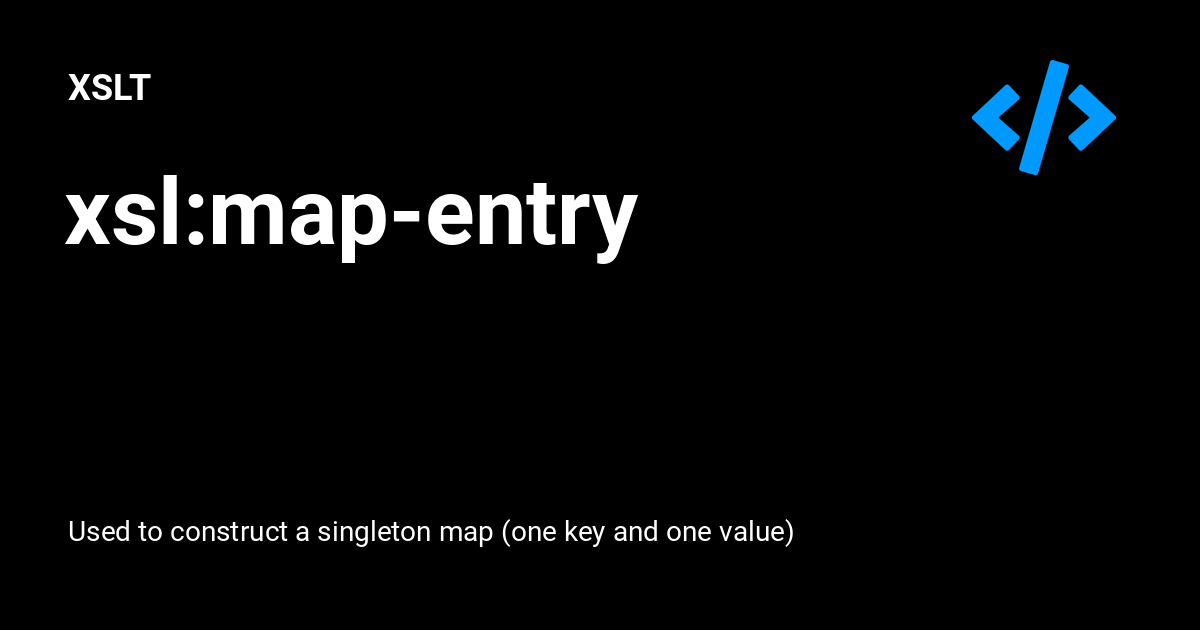 XSLT
xsl:map-entry
Used to construct a singleton map (one key and one value)